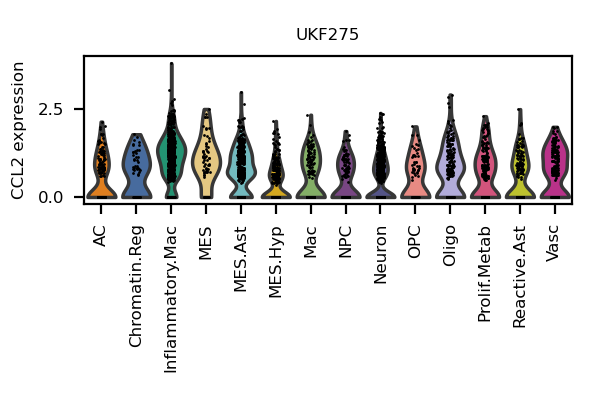 UKF275
CCL2 expression
2.5
0.0
AC
Chromatin.Reg
Inflammatory.Mac
MES
MES.Ast
MES.Hyp
Mac
NPC
Neuron
OPC
Oligo
Prolif.Metab
Reactive.Ast
Vasc